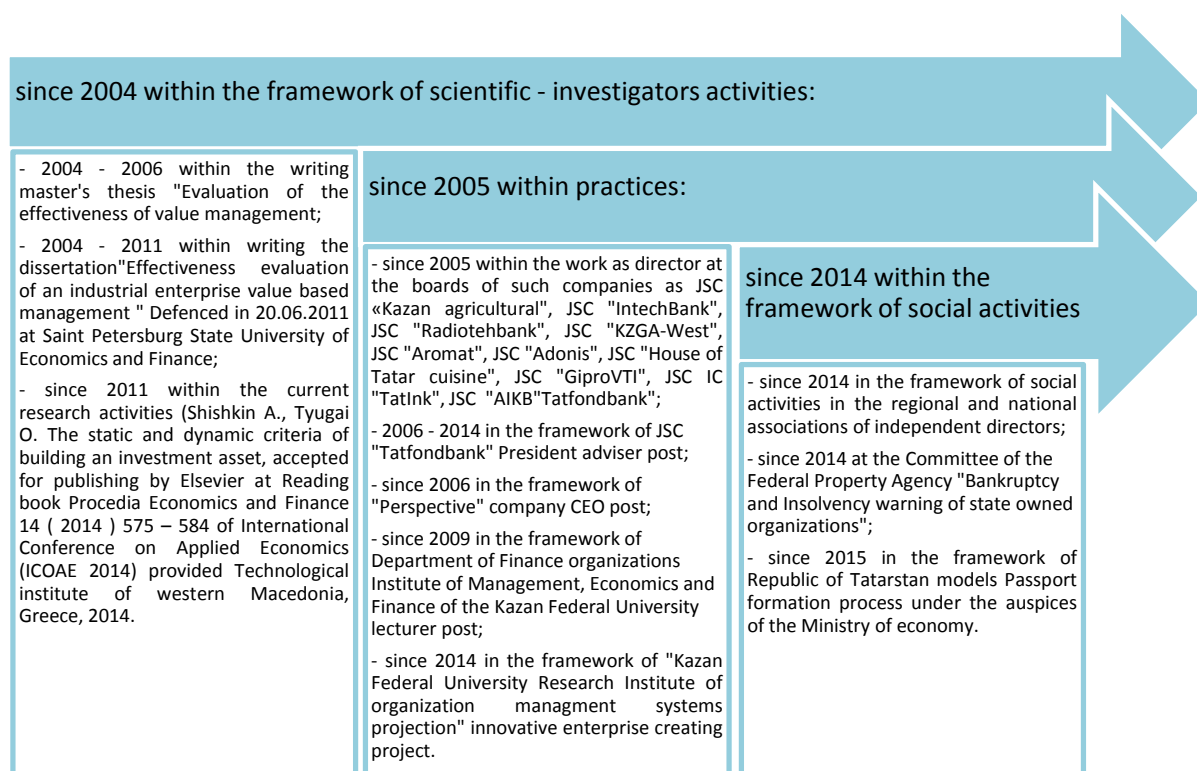 since 2004 within the framework of scientific - investigators activities:
- 2004 - 2006 within the writing
master's thesis "Evaluation of the
effectiveness of value management;
- 2004 - 2011 within writing the
dissertation"Effectiveness evaluation
of an industrial enterprise value based
management " Defenced in 20.06.2011
at Saint Petersburg State University of
Economics and Finance;
- since 2011 within the current
research activities (Shishkin A., Tyugai
O. The static and dynamic criteria of
building an investment asset, accepted
for publishing by Elsevier at Reading
book Procedia Economics and Finance
14 ( 2014 ) 575 – 584 of International
Conference on Applied Economics
(ICOAE 2014) provided Technological
institute of western Macedonia,
Greece, 2014.
since 2005 within practices:
- since 2005 within the work as director at
the boards of such companies as JSC
«Kazan agricultural", JSC "IntechBank",
JSC "Radiotehbank", JSC "KZGA-West",
JSC "Aromat", JSC "Adonis", JSC "House of
Tatar cuisine", JSC "GiproVTI", JSC IC
"TatInk", JSC "AIKB"Tatfondbank";
- 2006 - 2014 in the framework of JSC
"Tatfondbank" President adviser post;
- since 2006 in the framework of
"Perspective" company CEO post;
- since 2009 in the framework of
Department of Finance organizations
Institute of Management, Economics and
Finance of the Kazan Federal University
lecturer post;
- since 2014 in the framework of "Kazan
Federal University Research Institute of
organization managment systems
projection" innovative enterprise creating
project.
since 2014 within the
framework of social activities
- since 2014 in the framework of social
activities in the regional and national
associations of independent directors;
- since 2014 at the Committee of the
Federal Property Agency "Bankruptcy
and Insolvency warning of state owned
organizations";
- since 2015 in the framework of
Republic of Tatarstan models Passport
formation process under the auspices
of the Ministry of economy.